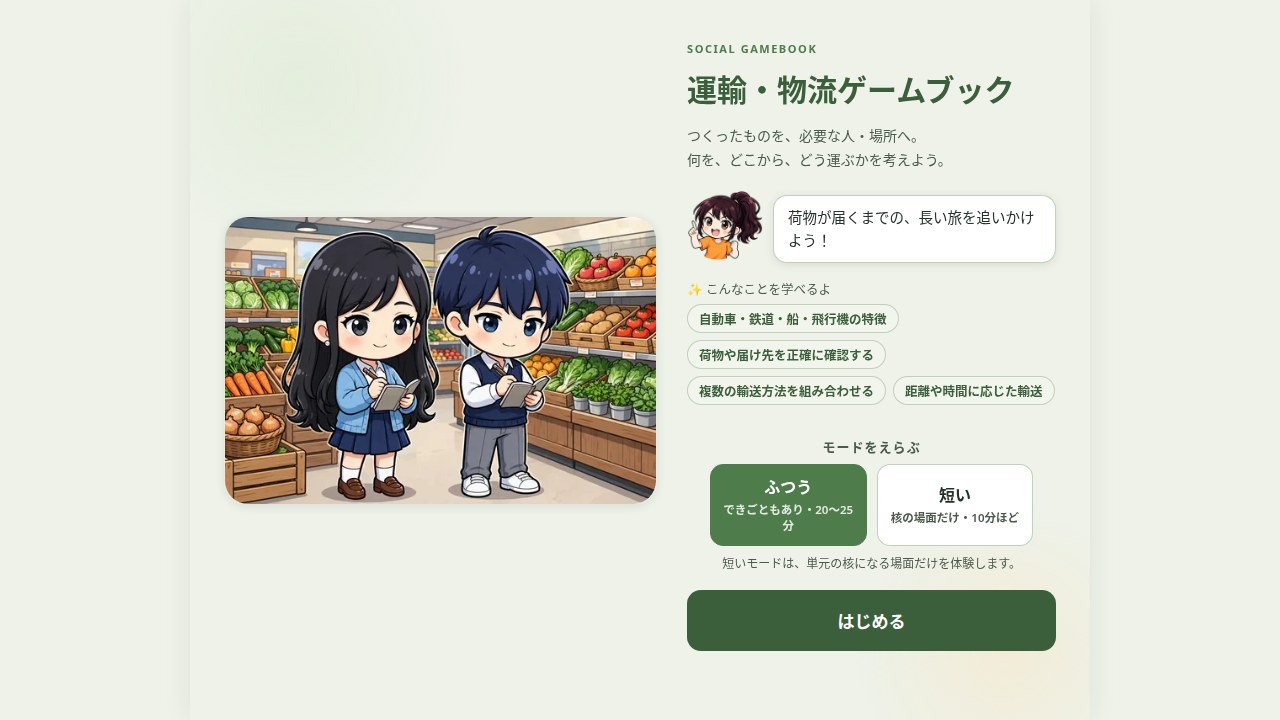 SOCIAL GAMEBOOK
運輸・物流ゲームブック
つくったものを、必要な人・場所へ。
何を、どこから、どう運ぶかを考えよう。
荷物が届くまでの、長い旅を追いかけ
よう！
✨ こんなことを学べるよ
自動車・鉄道・船・飛行機の特徴
荷物や届け先を正確に確認する
複数の輸送方法を組み合わせる
距離や時間に応じた輸送
モードをえらぶ
ふつう
できごともあり・20〜25
分
短い
核の場面だけ・10分ほど
短いモードは、単元の核になる場面だけを体験します。
はじめる